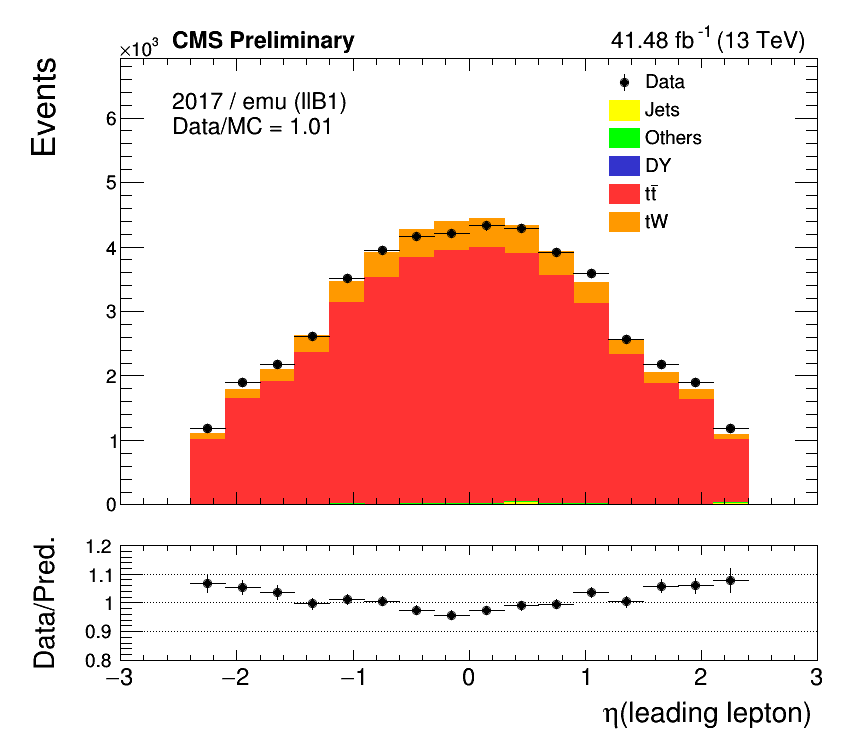 ×10³ CMS Preliminary 41.48 fb⁻¹ (13 TeV)
Events
2017 / emu (llB1)
Data/MC = 1.01
Data
Jets
Others
DY
tt̄
tW
6
5
4
3
2
1
0
Data/Pred.
1.2
1.1
1
0.9
0.8
−3 −2 −1 0 1 2 3
η(leading lepton)